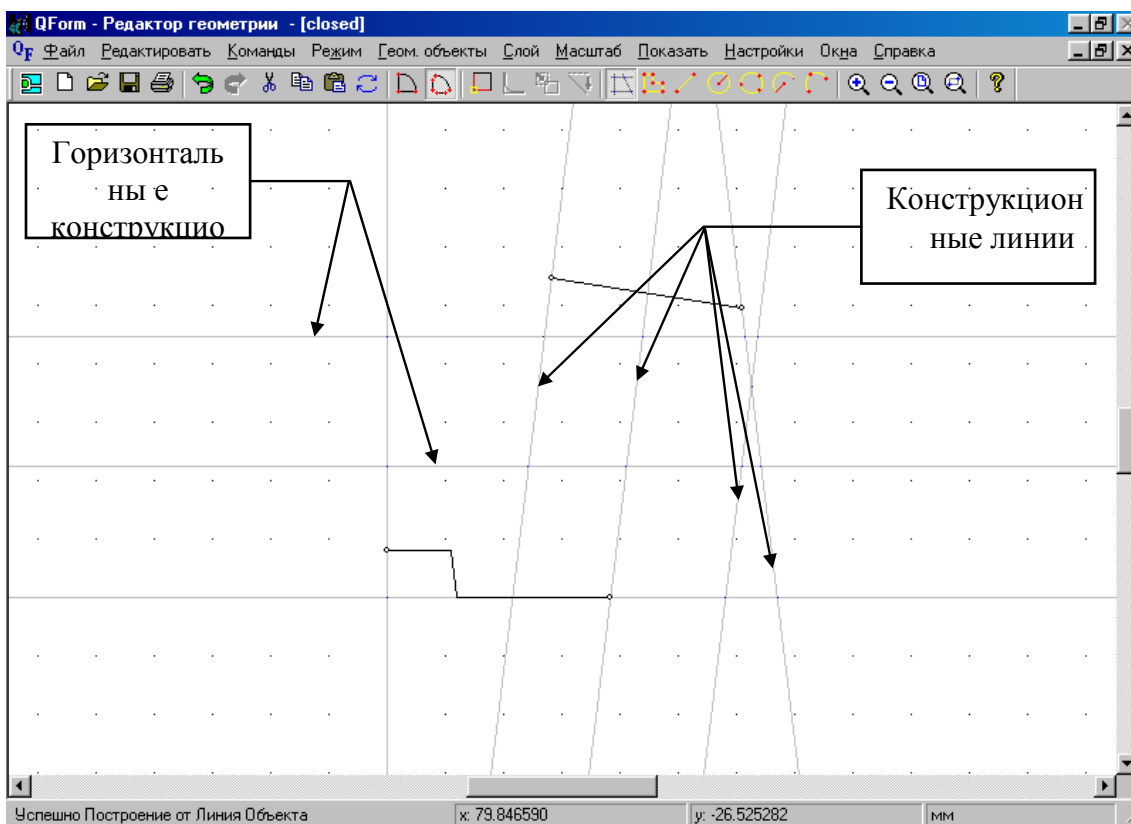 QForm - Редактор геометрии - [closed]
QF Файл Редактировать Команды Режим Геом. объекты Слой Масштаб Показать Настройки Окна Справка
Горизонталь
ны е
конструкцио
Конструкцион
ные линии
Успешно Построение от Линия Объекта x: 79.846590 y: -26.525282 мм